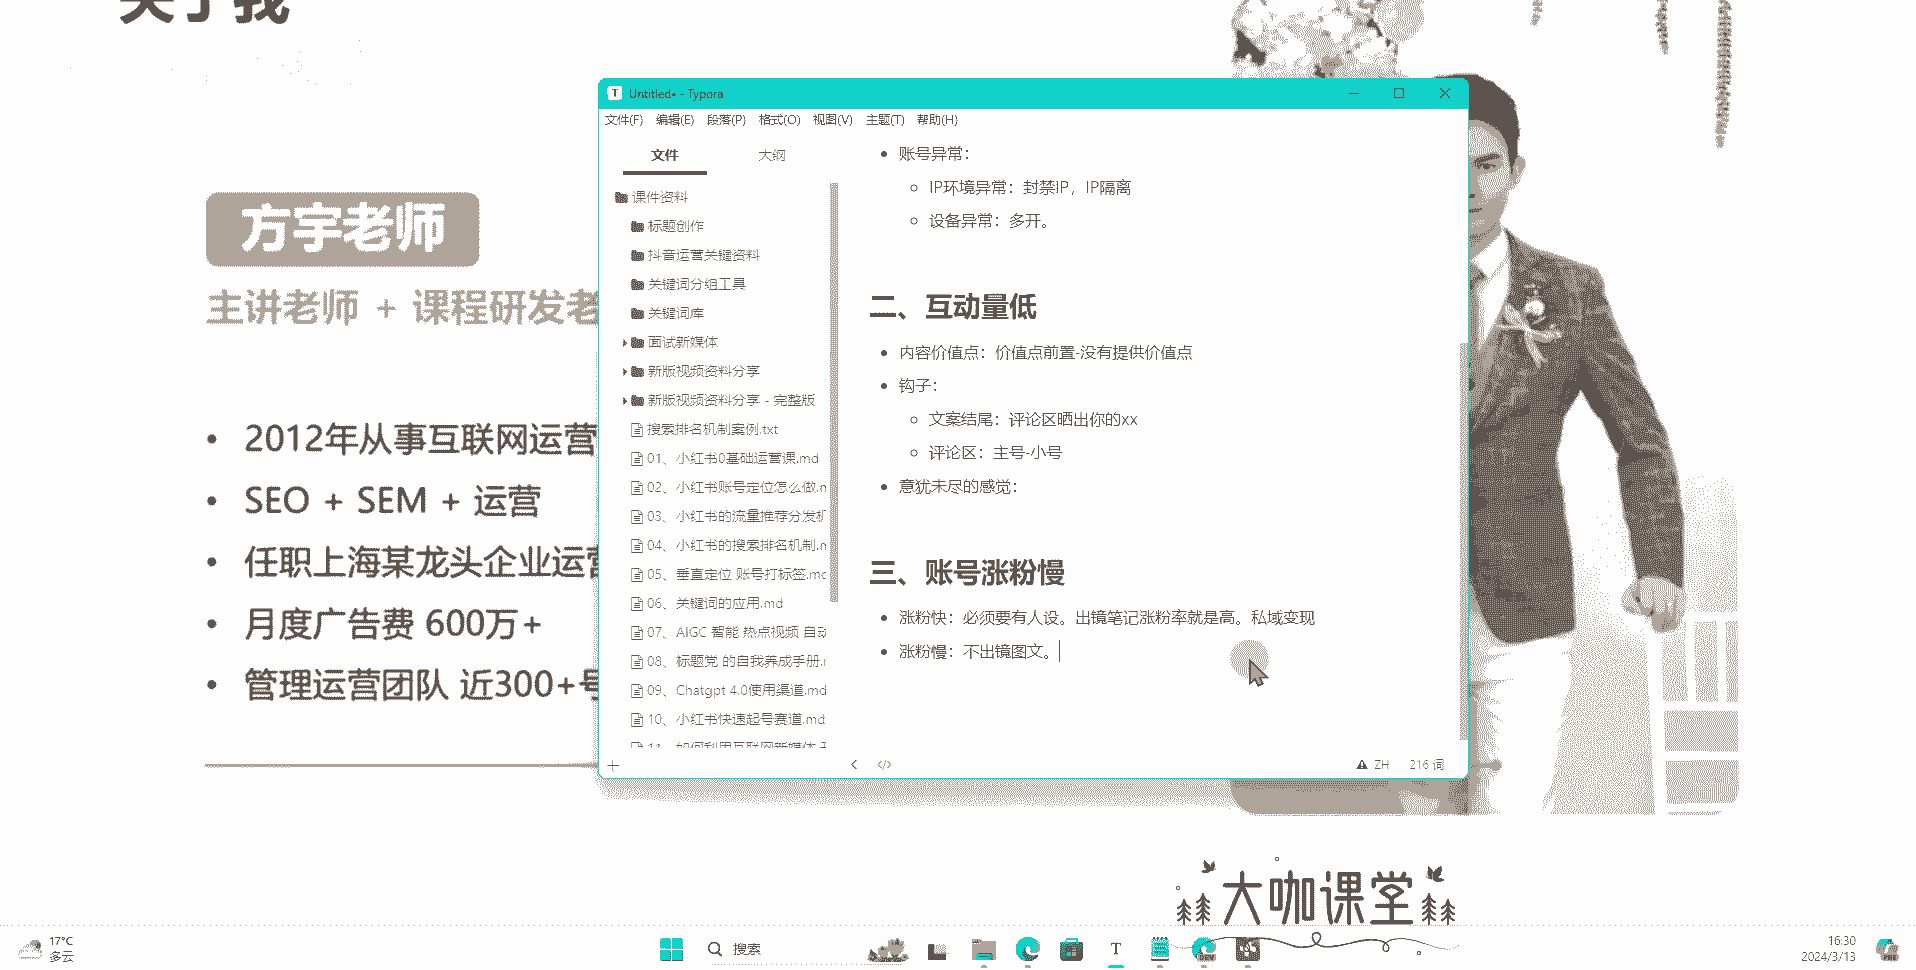 关于我
方宇老师
主讲老师 + 课程研发老
2012年从事互联网运营
SEO + SEM + 运营
任职上海某龙头企业运营
月度广告费 600万+
管理运营团队 近300+号
Untitled• - Typora
文件(F) 编辑(E) 段落(P) 格式(O) 视图(V) 主题(T) 帮助(H)
文件 大纲
课件资料
标题创作
抖音运营关键资料
关键词分组工具
关键词库
面试新媒体
新版视频资料分享
新版视频资料分享 - 完整版
搜索排名机制案例.txt
01、小红书0基础运营课.md
02、小红书账号定位怎么做.m
03、小红书的流量推荐分发机
04、小红书的搜索排名机制.m
05、垂直定位 账号打标签.md
06、关键词的应用.md
07、AIGC 智能 热点视频 自动
08、标题党 的自我养成手册.m
09、Chatgpt 4.0使用渠道.md
10、小红书快速起号赛道.md
11、如何利用互联网新媒体
账号异常：
IP环境异常：封禁IP，IP隔离
设备异常：多开。
二、互动量低
内容价值点：价值点前置-没有提供价值点
钩子：
文案结尾：评论区晒出你的xx
评论区：主号-小号
意犹未尽的感觉：
三、账号涨粉慢
涨粉快：必须要有人设。出镜笔记涨粉率就是高。私域变现
涨粉慢：不出镜图文。
ZH 216 词
大咖课堂
17°C
多云
搜索
16:30
2024/3/13